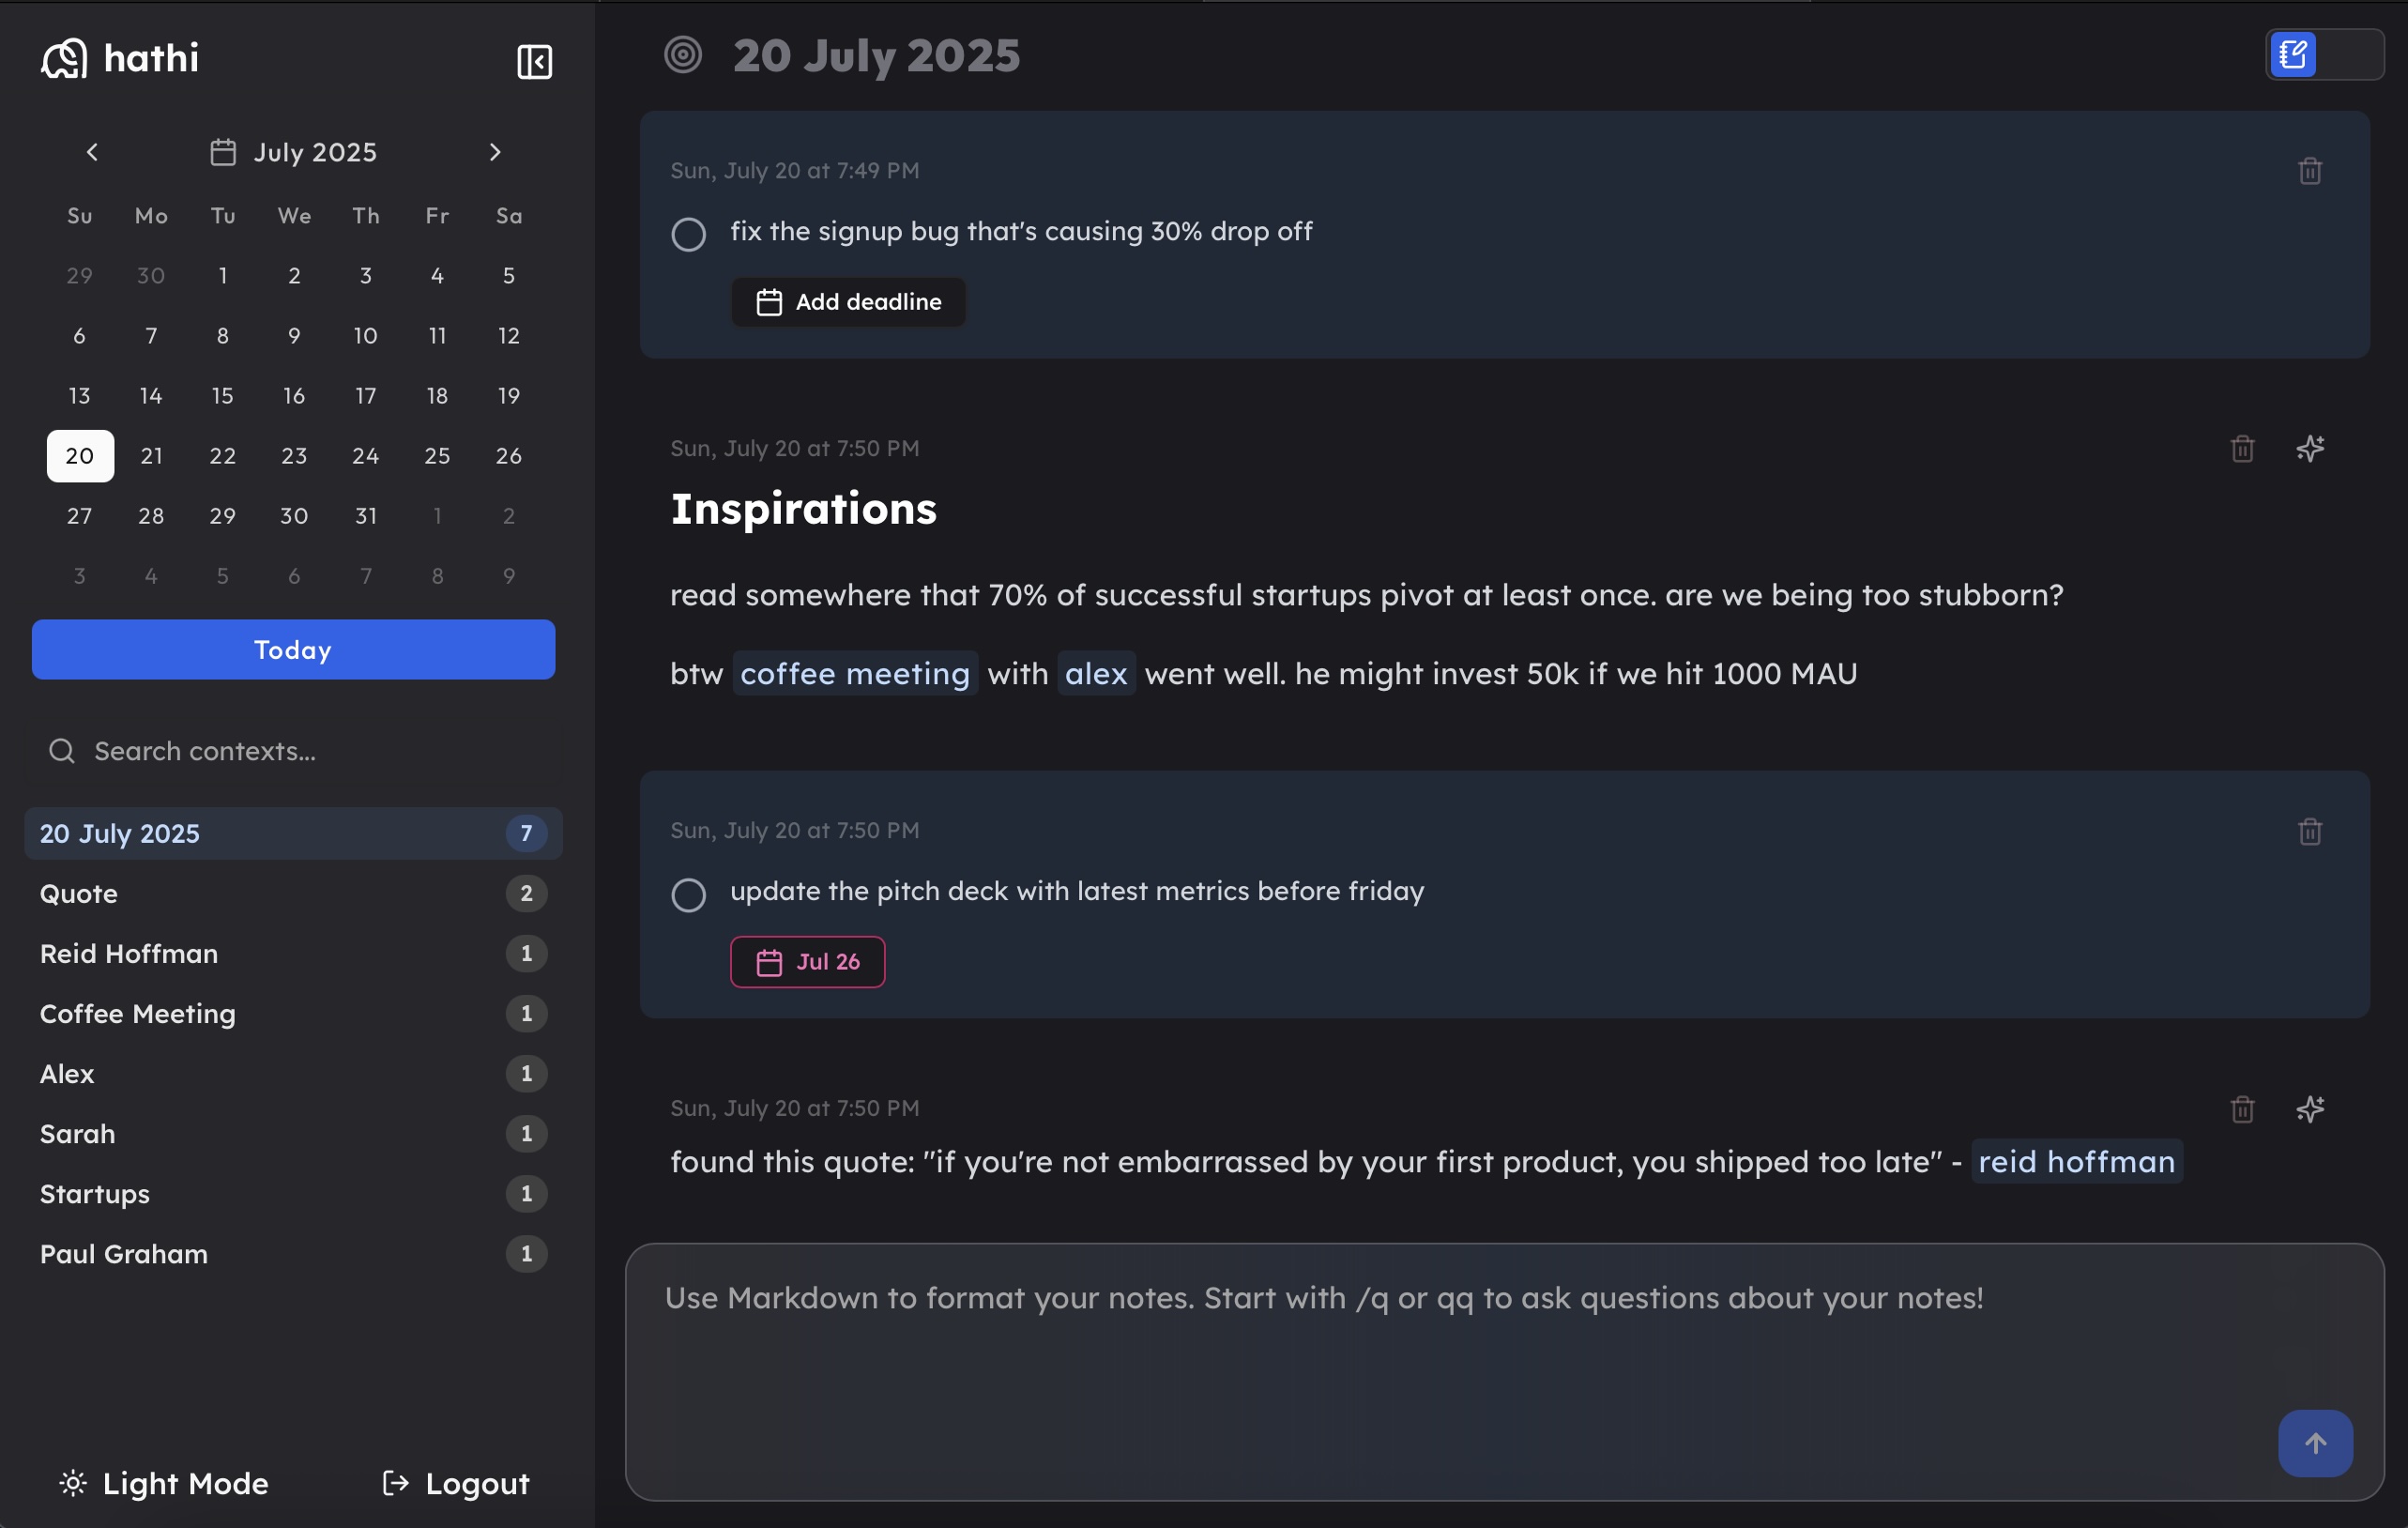 hathi
July 2025
Su Mo Tu We Th Fr Sa
29 30 1 2 3 4 5
6 7 8 9 10 11 12
13 14 15 16 17 18 19
20 21 22 23 24 25 26
27 28 29 30 31 1 2
3 4 5 6 7 8 9
Today
Search contexts...
20 July 2025 7
Quote 2
Reid Hoffman 1
Coffee Meeting 1
Alex 1
Sarah 1
Startups 1
Paul Graham 1
Light Mode
Logout
20 July 2025
Sun, July 20 at 7:49 PM
fix the signup bug that's causing 30% drop off
Add deadline
Sun, July 20 at 7:50 PM
Inspirations
read somewhere that 70% of successful startups pivot at least once. are we being too stubborn?
btw coffee meeting with alex went well. he might invest 50k if we hit 1000 MAU
Sun, July 20 at 7:50 PM
update the pitch deck with latest metrics before friday
Jul 26
Sun, July 20 at 7:50 PM
found this quote: "if you're not embarrassed by your first product, you shipped too late" - reid hoffman
Use Markdown to format your notes. Start with /q or qq to ask questions about your notes!